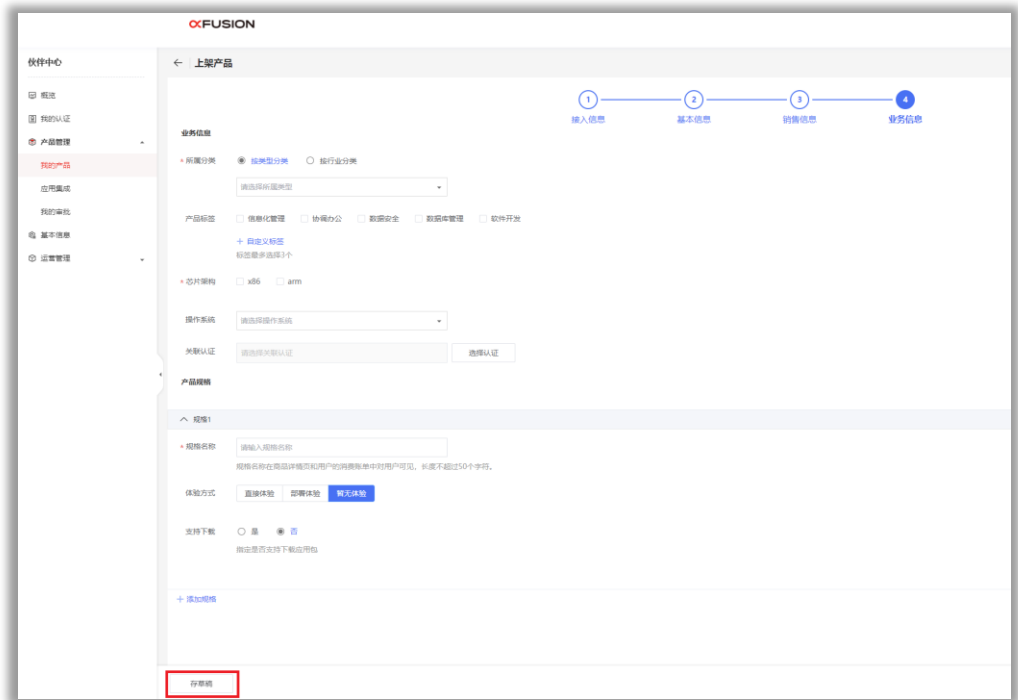 xFUSION
伙伴中心
← 上架产品
概览
我的认证
产品管理
我的产品
应用集成
我的审批
基本信息
运营管理
1 2 3 4
接入信息 基本信息 销售信息 业务信息
业务信息
* 所属分类 按类型分类 按行业分类
请选择所属类型
产品标签 信息化管理 协调办公 数据安全 数据库管理 软件开发
+ 自定义标签
标签最多选择3个
* 芯片架构 x86 arm
操作系统 请选择操作系统
关联认证 请选择关联认证 选择认证
产品规格
规格1
* 规格名称 请输入规格名称
规格名称在商品详情页和用户的消费账单中对用户可见，长度不超过50个字符。
体验方式 直接体验 部署体验 暂无体验
支持下载 是 否
指定是否支持下载应用包
+ 添加规格
存草稿